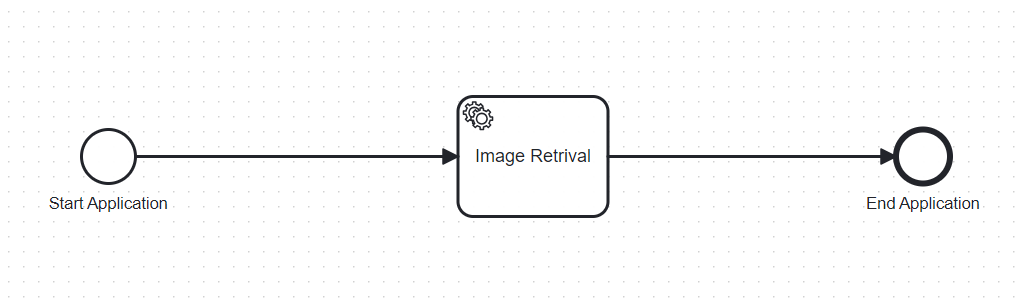 Image Retrival
Start Application
End Application